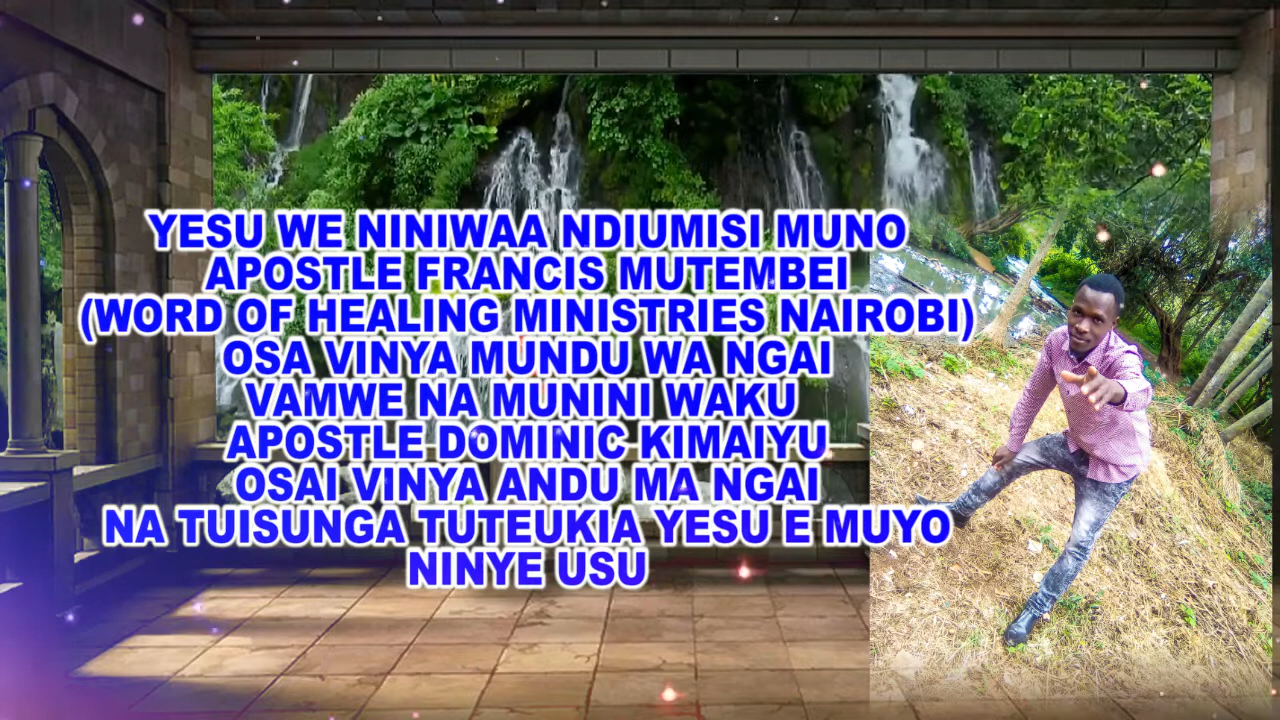 YESU WE NINIWAA NDIUMISI MUNO
APOSTLE FRANCIS MUTEMBEI
(WORD OF HEALING MINISTRIES NAIROBI)
OSA VINYA MUNDU WA NGAI
VAMWE NA MUNINI WAKU
APOSTLE DOMINIC KIMAIYU
OSAI VINYA ANDU MA NGAI
NA TUISUNGA TUTEUKIA YESU E MUYO
NINYE USU